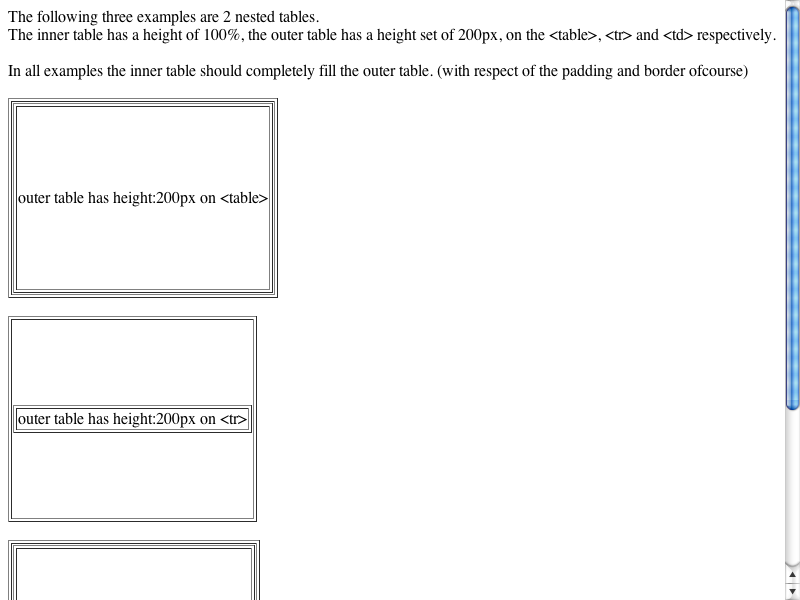 The following three examples are 2 nested tables.
The inner table has a height of 100%, the outer table has a height set of 200px, on the <table>, <tr> and <td> respectively.
In all examples the inner table should completely fill the outer table. (with respect of the padding and border ofcourse)
outer table has height:200px on <table>
outer table has height:200px on <tr>